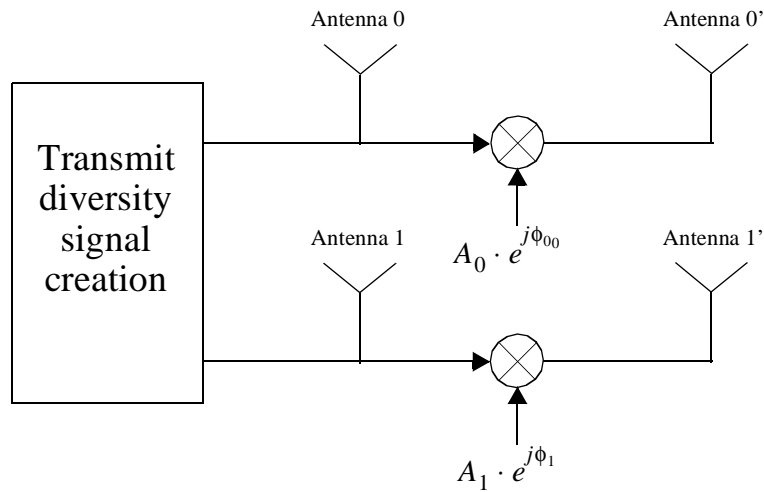 Antenna 0
Antenna 0’
Transmit
diversity
signal
creation
A₀ · e^{jϕ₀₀}
Antenna 1
Antenna 1’
A₁ · e^{jϕ₁}